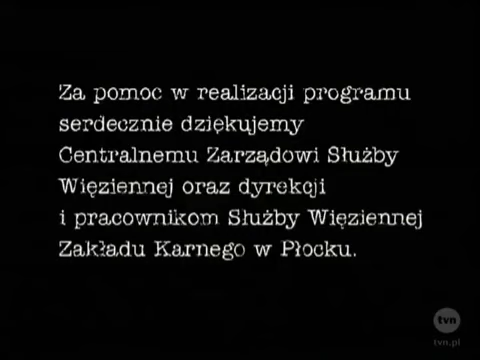 Za pomoc w realizacji programu
serdecznie dziękujemy
Centralnemu Zarządowi Służby
Więziennej oraz dyrekcji
i pracownikom Służby Więziennej
Zakładu Karnego w Płocku.
tvn
tvn.pl